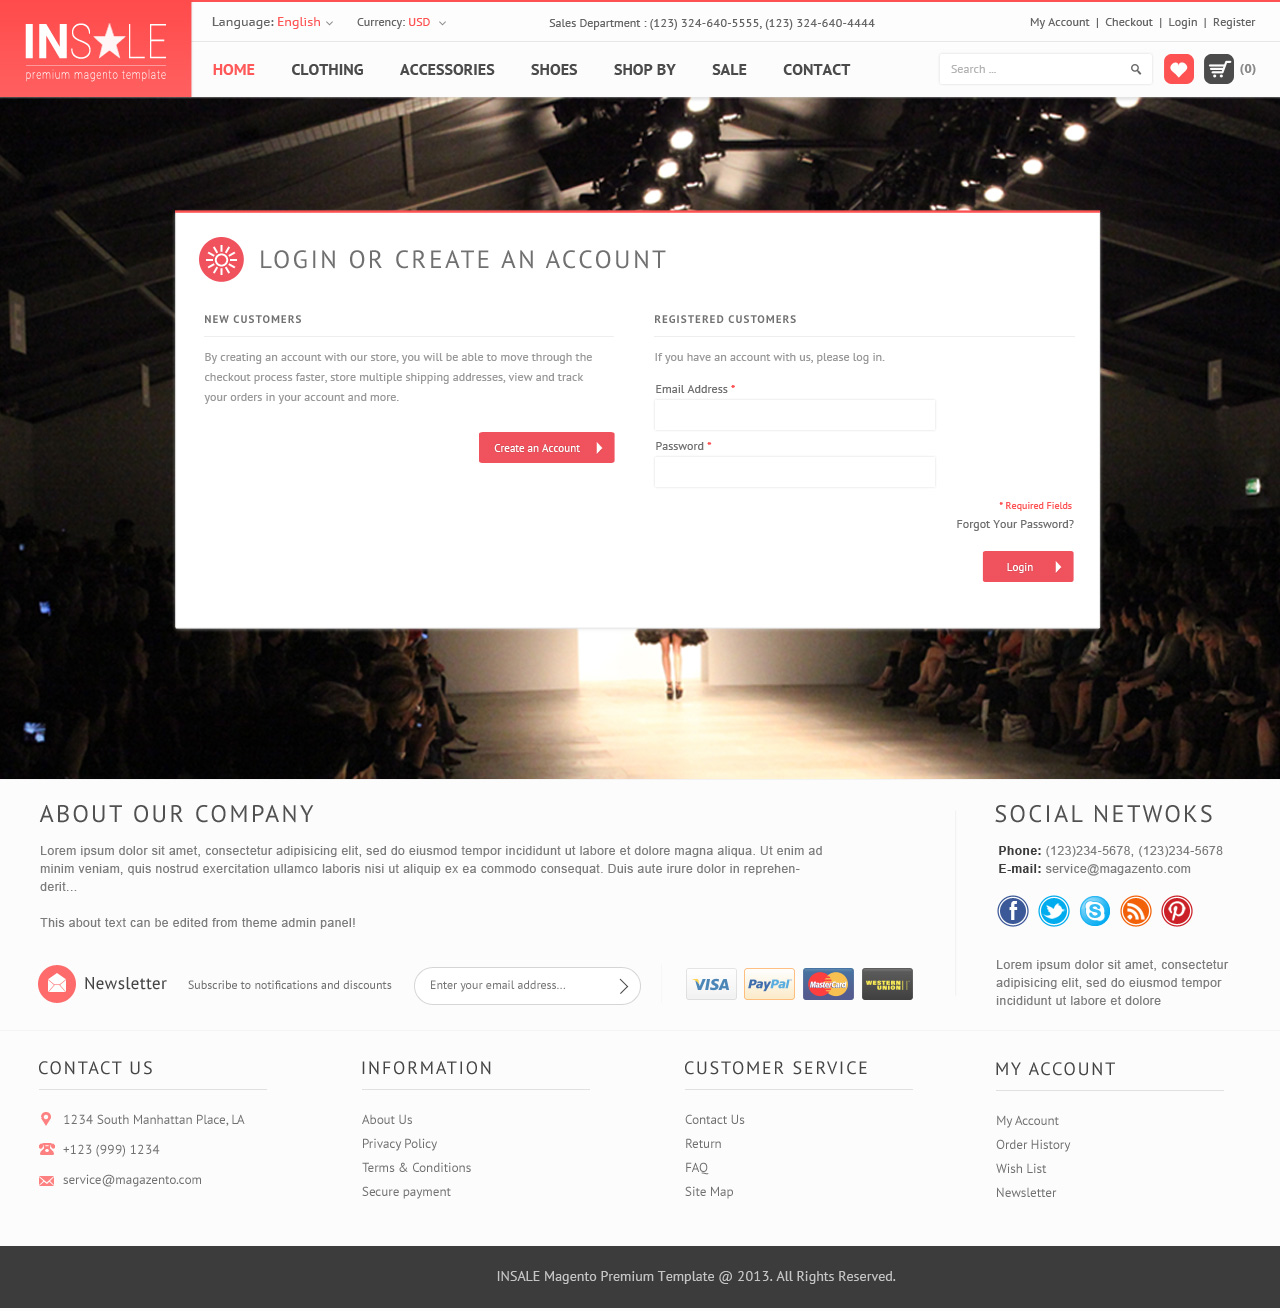 INSALE
premium magento template
Language: English
Currency: USD
Sales Department : (123) 324-640-5555, (123) 324-640-4444
My Account | Checkout | Login | Register
HOME CLOTHING ACCESSORIES SHOES SHOP BY SALE CONTACT
Search ...
(0)
LOGIN OR CREATE AN ACCOUNT
NEW CUSTOMERS
By creating an account with our store, you will be able to move through the
checkout process faster, store multiple shipping addresses, view and track
your orders in your account and more.
Create an Account
REGISTERED CUSTOMERS
If you have an account with us, please log in.
Email Address *
Password *
* Required Fields
Forgot Your Password?
Login
ABOUT OUR COMPANY
Lorem ipsum dolor sit amet, consectetur adipisicing elit, sed do eiusmod tempor incididunt ut labore et dolore magna aliqua. Ut enim ad
minim veniam, quis nostrud exercitation ullamco laboris nisi ut aliquip ex ea commodo consequat. Duis aute irure dolor in reprehen-
derit...
This about text can be edited from theme admin panel!
SOCIAL NETWOKS
Phone: (123)234-5678, (123)234-5678
E-mail: service@magazento.com
Lorem ipsum dolor sit amet, consectetur
adipisicing elit, sed do eiusmod tempor
incididunt ut labore et dolore
Newsletter
Subscribe to notifications and discounts
Enter your email address...
VISA
PayPal
MasterCard
WESTERN
UNION
CONTACT US
1234 South Manhattan Place, LA
+123 (999) 1234
service@magazento.com
INFORMATION
About Us
Privacy Policy
Terms & Conditions
Secure payment
CUSTOMER SERVICE
Contact Us
Return
FAQ
Site Map
MY ACCOUNT
My Account
Order History
Wish List
Newsletter
INSALE Magento Premium Template @ 2013. All Rights Reserved.